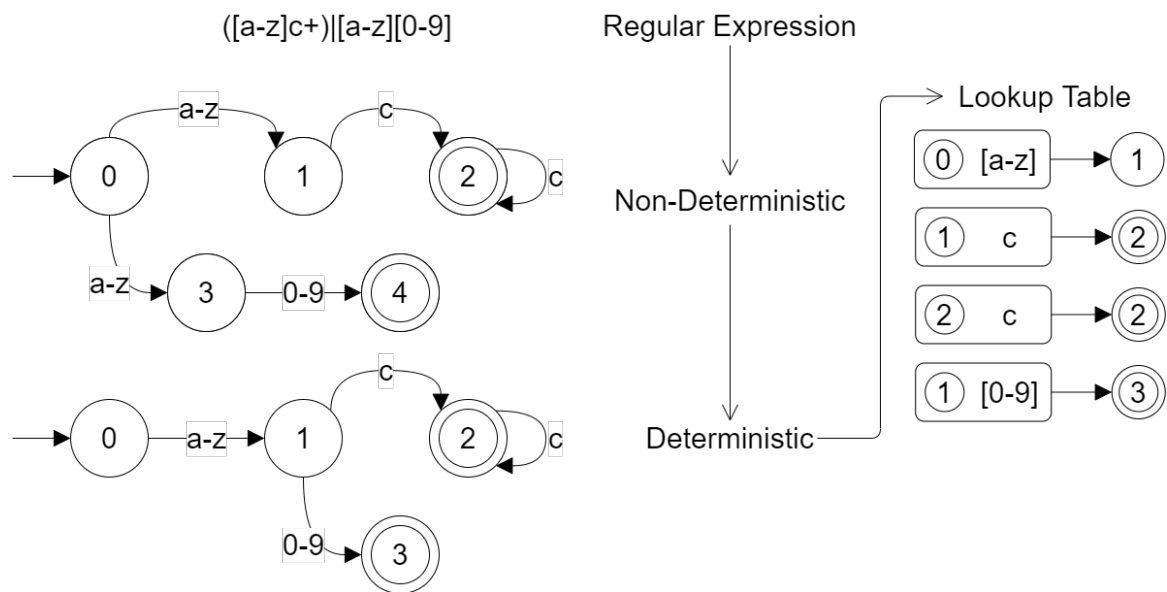 ([a-z]c+)|[a-z][0-9]
Regular Expression
a-z
c
0
1
2
c
a-z
3
0-9
4
Non-Deterministic
0
a-z
1
c
2
c
0-9
3
Deterministic
Lookup Table
0 [a-z] 1
1 c 2
2 c 2
1 [0-9] 3